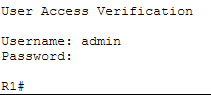 User Access Verification
Username: admin
Password:
R1#